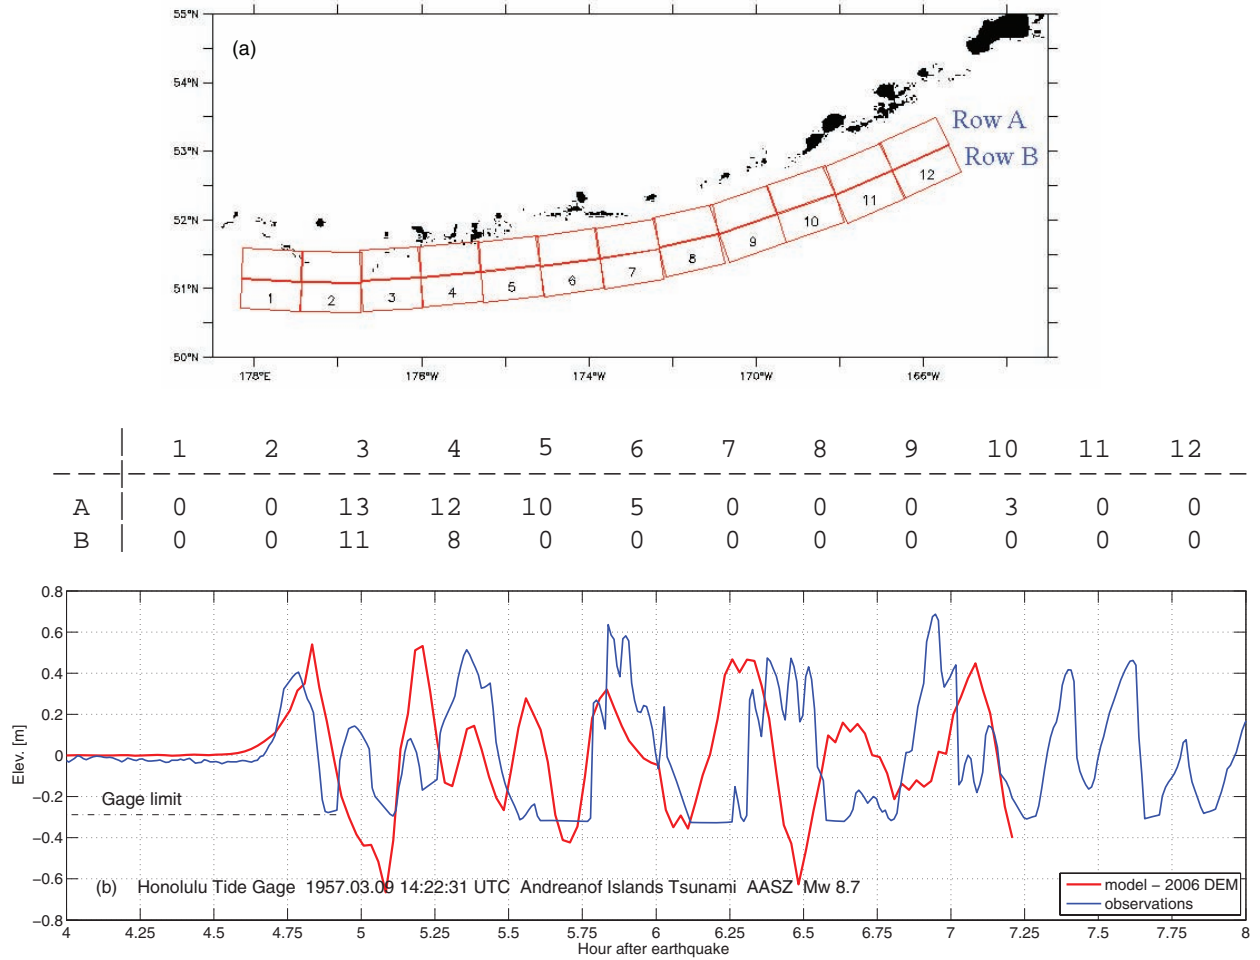 55°N
(a)
54°N
53°N
52°N
51°N
50°N
Row A
Row B
1 2 3 4 5 6 7 8 9 10 11 12
178°E 178°W 174°W 170°W 166°W
1 2 3 4 5 6 7 8 9 10 11 12
A 0 0 13 12 10 5 0 0 0 3 0 0
B 0 0 11 8 0 0 0 0 0 0 0 0
0.8
0.6
0.4
0.2
0
−0.2
−0.4
−0.6
−0.8
Elev. [m]
Gage limit
(b) Honolulu Tide Gage 1957.03.09 14:22:31 UTC Andreanof Islands Tsunami AASZ Mw 8.7
model − 2006 DEM
observations
4 4.25 4.5 4.75 5 5.25 5.5 5.75 6 6.25 6.5 6.75 7 7.25 7.5 7.75 8
Hour after earthquake